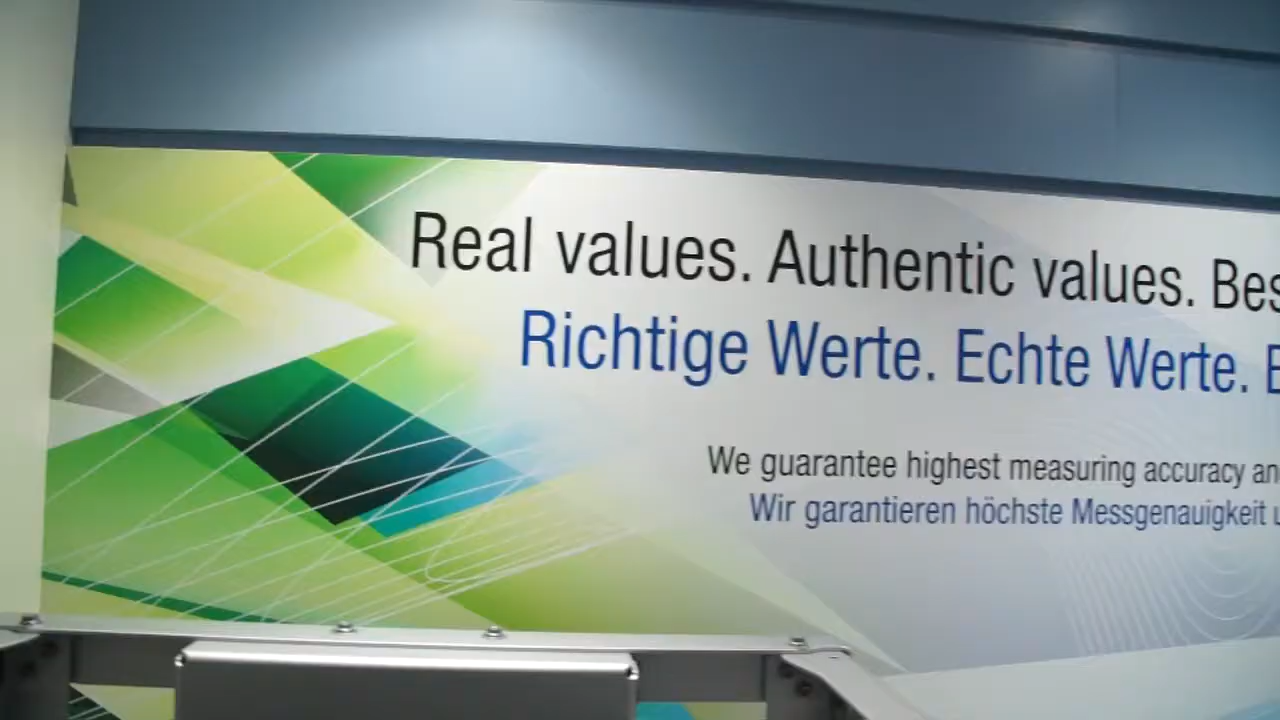 Real values. Authentic values.
Richtige Werte. Echte Werte.
We guarantee highest measuring accuracy
Wir garantieren höchste Messgenauigkeit